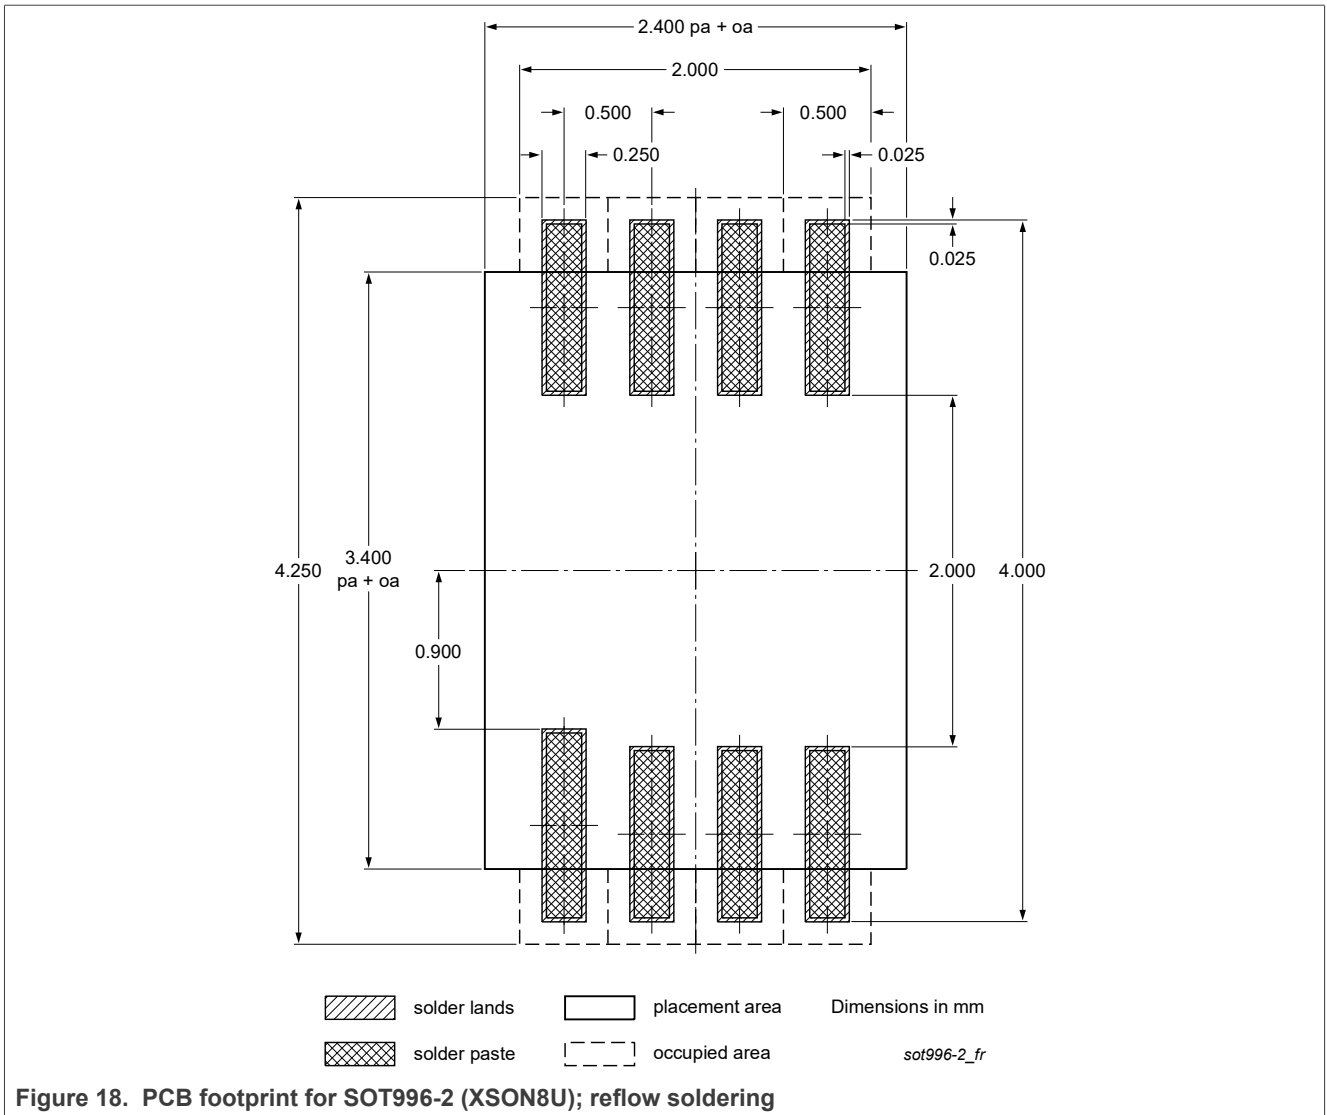 2.400 pa + oa
2.000
0.500
0.500
0.250
0.025
0.025
4.250
3.400
pa + oa
2.000
4.000
0.900
solder lands
placement area
Dimensions in mm
solder paste
occupied area
sot996-2_fr
Figure 18. PCB footprint for SOT996-2 (XSON8U); reflow soldering